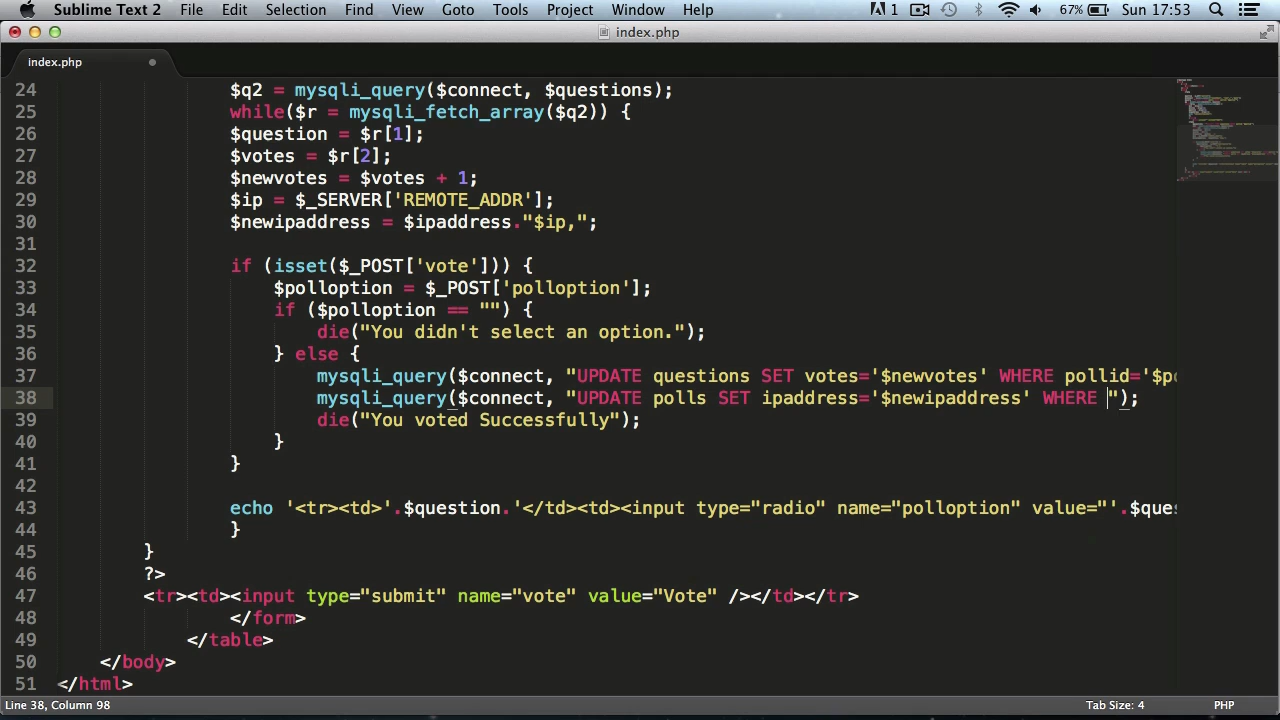 Sublime Text 2 File Edit Selection Find View Goto Tools Project Window Help 1 67% Sun 17:53
index.php
index.php
24 $q2 = mysqli_query($connect, $questions);
25 while($r = mysqli_fetch_array($q2)) {
26 $question = $r[1];
27 $votes = $r[2];
28 $newvotes = $votes + 1;
29 $ip = $_SERVER['REMOTE_ADDR'];
30 $newipaddress = $ipaddress."$ip,";
31
32 if (isset($_POST['vote'])) {
33 $polloption = $_POST['polloption'];
34 if ($polloption == "") {
35 die("You didn't select an option.");
36 } else {
37 mysqli_query($connect, "UPDATE questions SET votes='$newvotes' WHERE pollid='$po
38 mysqli_query($connect, "UPDATE polls SET ipaddress='$newipaddress' WHERE ");
39 die("You voted Successfully");
40 }
41 }
42
43 echo '<tr><td>'.$question.'</td><td><input type="radio" name="polloption" value="'.$ques
44 }
45 }
46 ?>
47 <tr><td><input type="submit" name="vote" value="Vote" /></td></tr>
48 </form>
49 </table>
50 </body>
51 </html>
Line 38, Column 98 Tab Size: 4 PHP